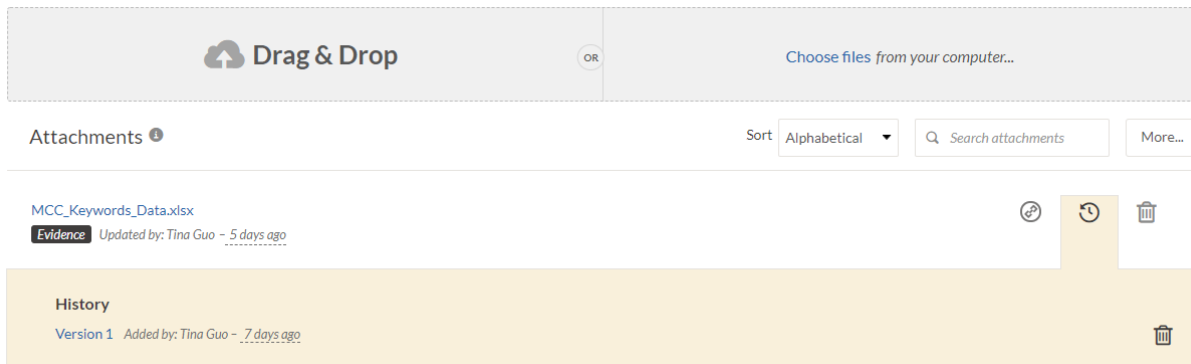 Drag & Drop OR Choose files from your computer...
Attachments Sort Alphabetical Search attachments More...
MCC_Keywords_Data.xlsx
Evidence Updated by: Tina Guo – 5 days ago
History
Version 1 Added by: Tina Guo – 7 days ago